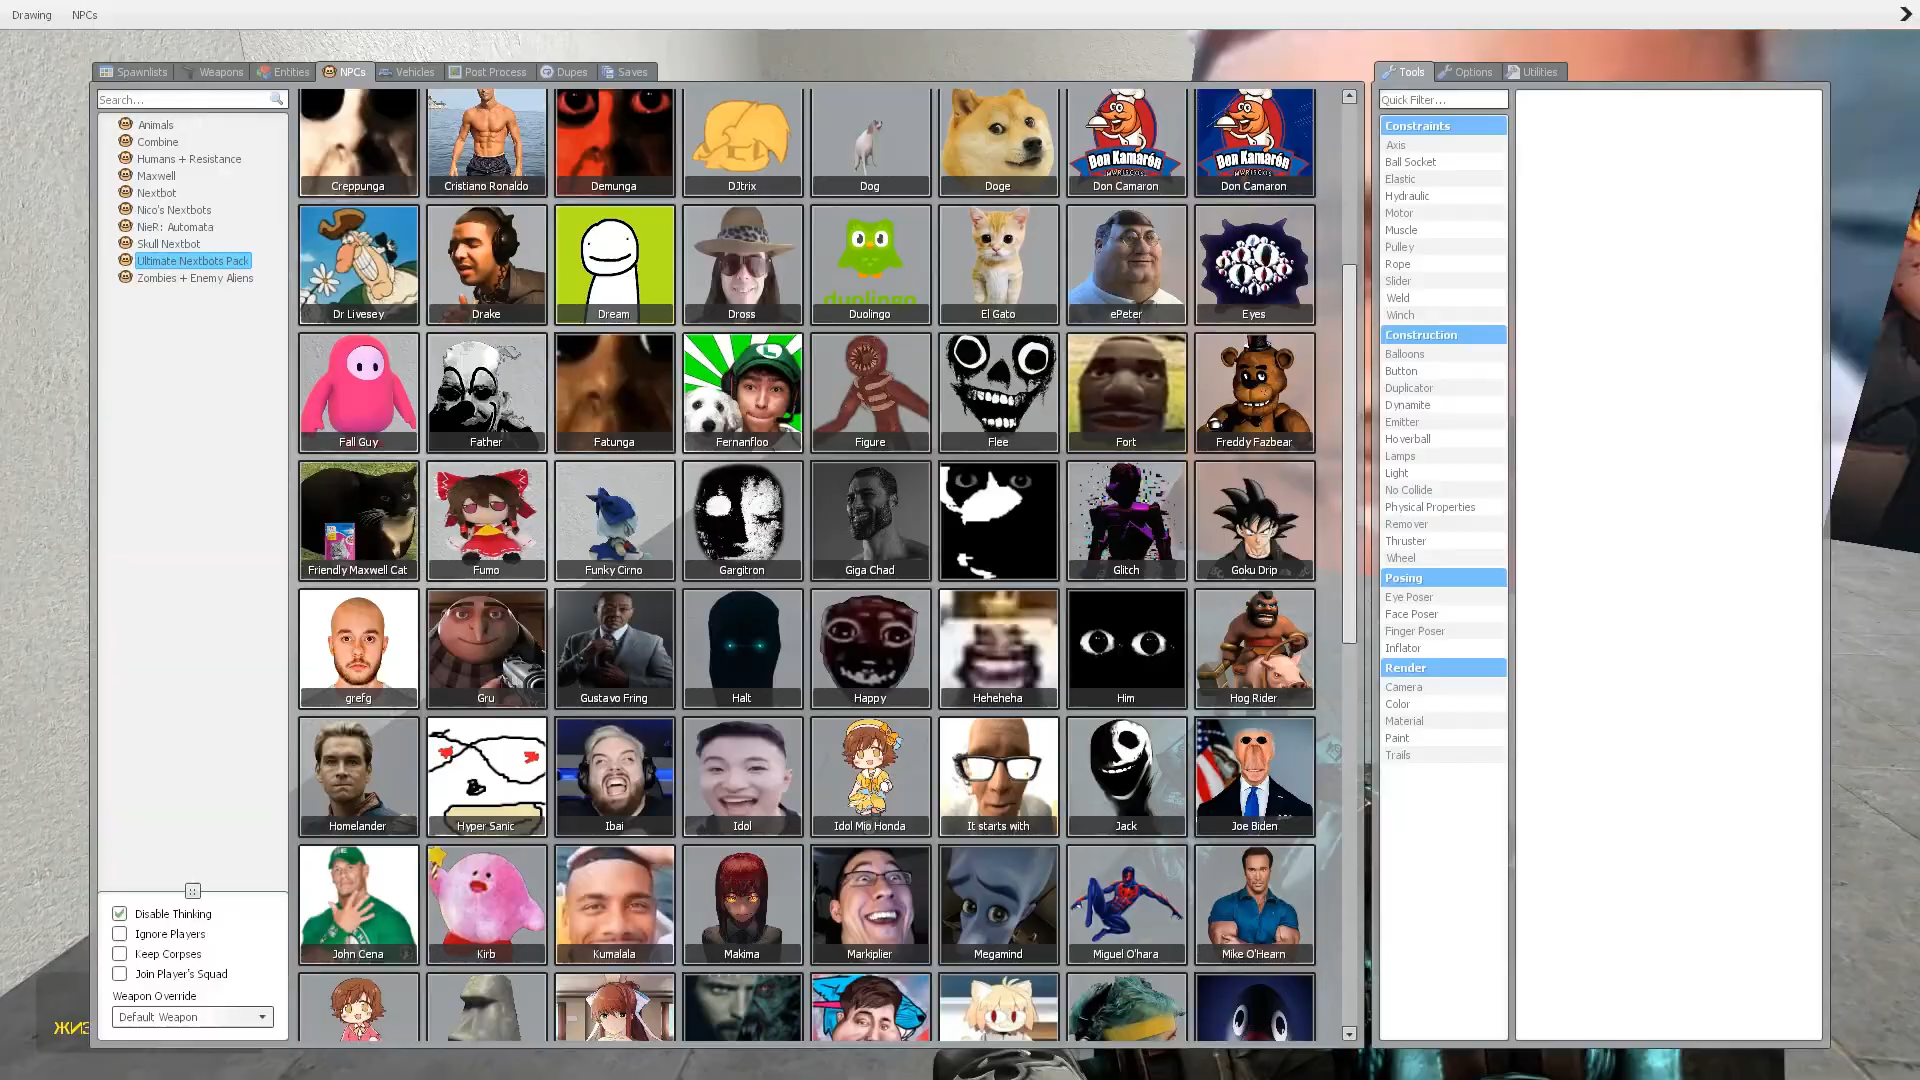 Drawing NPCs
Spawnlists Weapons Entities NPCs Vehicles Post Process Dupes Saves
Tools Options Utilities
Search...
Animals
Combine
Humans + Resistance
Maxwell
Nextbot
Nico's Nextbots
NieR: Automata
Skull Nextbot
Ultimate Nextbots Pack
Zombies + Enemy Aliens
Disable Thinking
Ignore Players
Keep Corpses
Join Player's Squad
Weapon Override
Default Weapon
ЖИЗ
Don Kamarón
MARISCOS
Don Kamarón
MARISCOS
Creppunga Cristiano Ronaldo Demunga DJtrix Dog Doge Don Camaron Don Camaron
duolingo
Dr Livesey Drake Dream Dross Duolingo El Gato ePeter Eyes
L
Fall Guy Father Fatunga Fernanfloo Figure Flee Fort Freddy Fazbear
Friendly Maxwell Cat Fumo Funky Cirno Gargitron Giga Chad Glitch Goku Drip
grefg Gru Gustavo Fring Halt Happy Heheheha Him Hog Rider
Homelander Hyper Sanic Ibai Idol Idol Mio Honda It starts with Jack Joe Biden
John Cena Kirb Kumalala Makima Markiplier Megamind Miguel O'hara Mike O'Hearn
Quick Filter...
Constraints
Axis
Ball Socket
Elastic
Hydraulic
Motor
Muscle
Pulley
Rope
Slider
Weld
Winch
Construction
Balloons
Button
Duplicator
Dynamite
Emitter
Hoverball
Lamps
Light
No Collide
Physical Properties
Remover
Thruster
Wheel
Posing
Eye Poser
Face Poser
Finger Poser
Inflator
Render
Camera
Color
Material
Paint
Trails